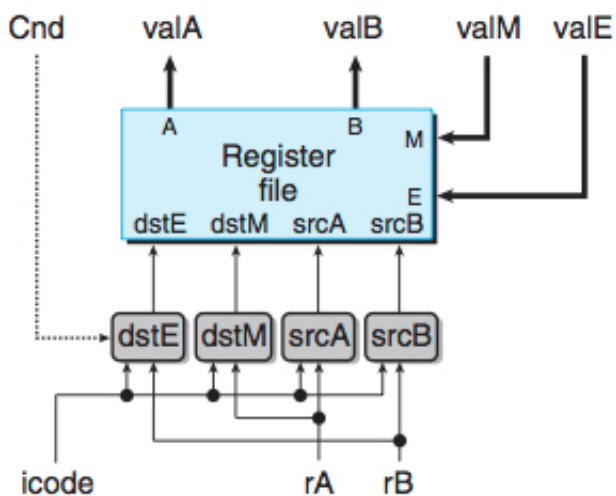 Cnd valA valB valM valE
A B
M
Register
file
E
dstE dstM srcA srcB
dstE dstM srcA srcB
icode rA rB